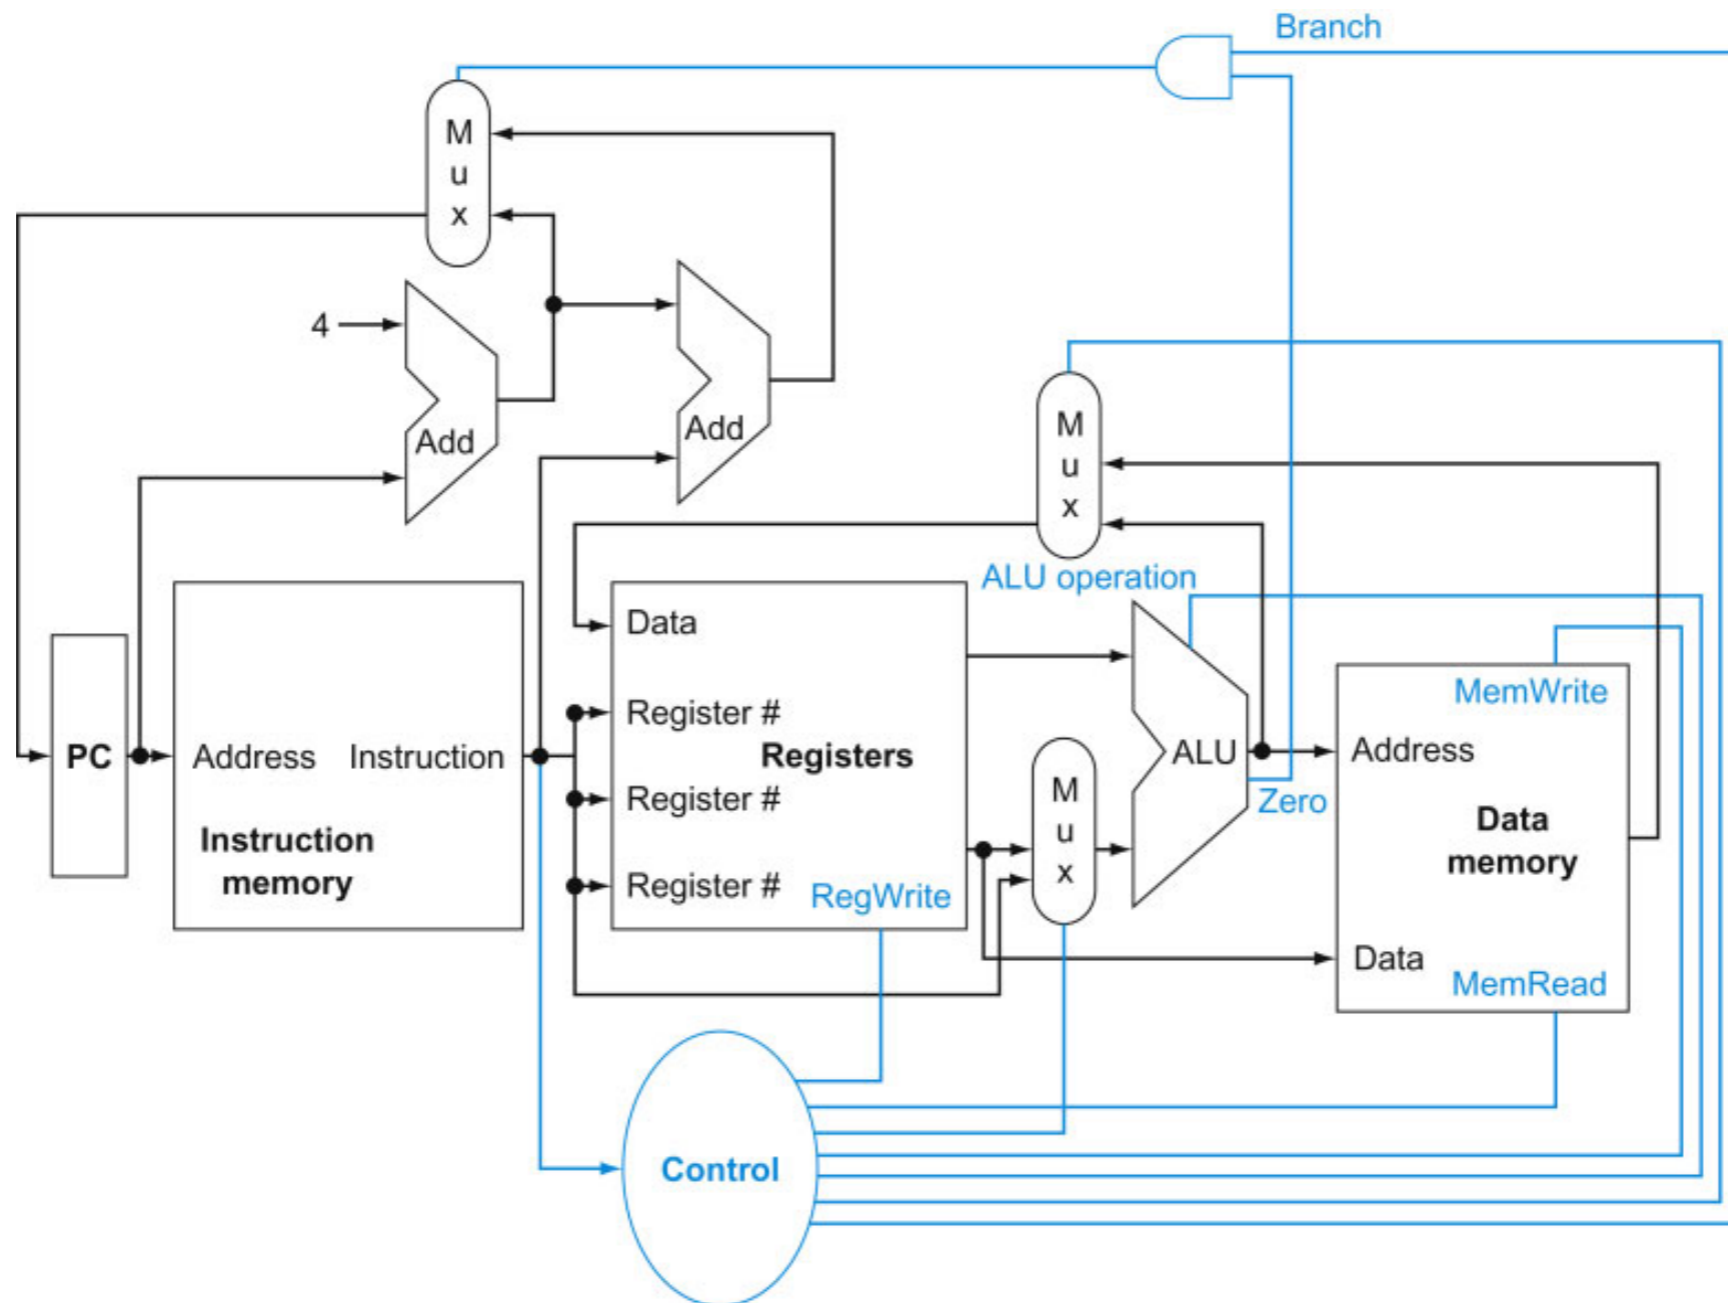 Branch
M
u
x
4
Add
Add
M
u
x
ALU operation
Data
MemWrite
Register #
PC
Address
Instruction
Registers
ALU
Address
M
u
x
Register #
Zero
Instruction
memory
Data
memory
Register #
RegWrite
Data
MemRead
Control